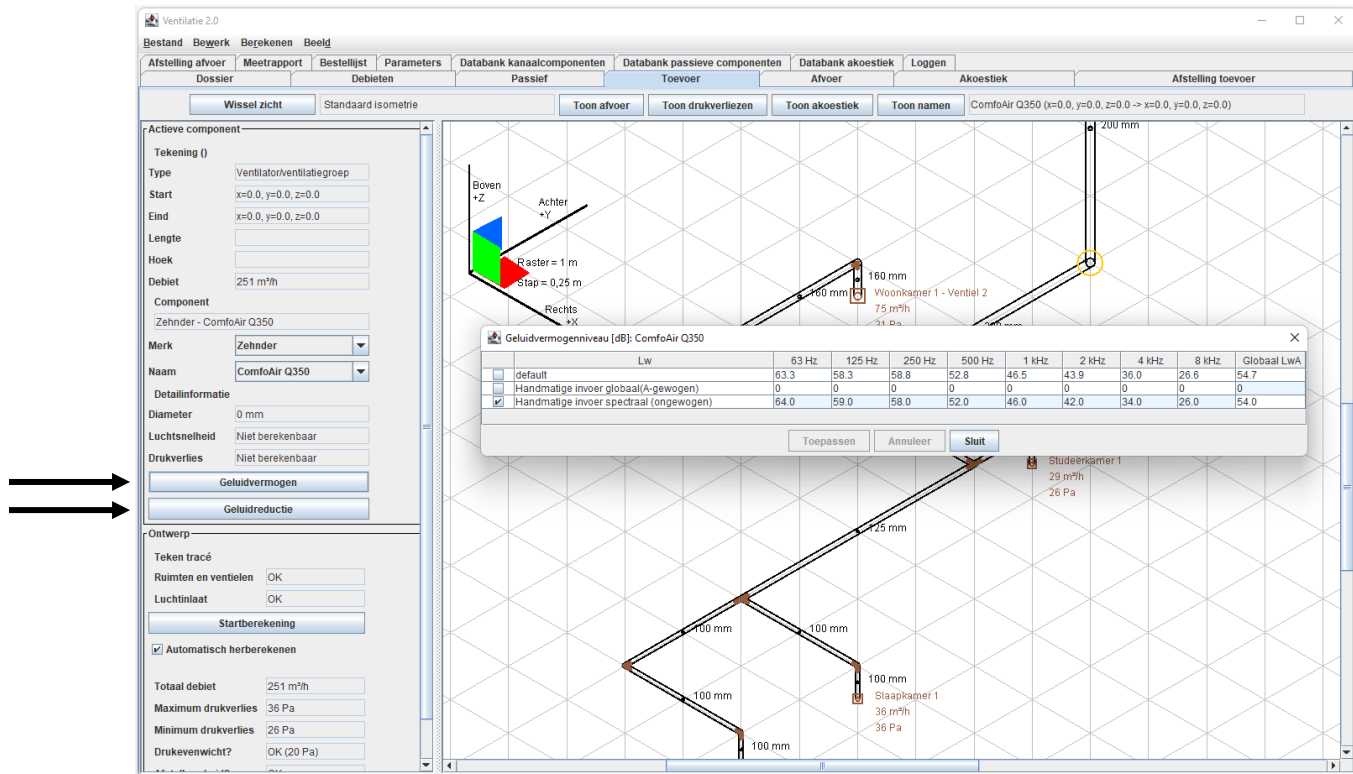 Ventilatie 2.0
Bestand Bewerk Berekenen Beeld
Afstelling afvoer Meetrapport Bestellijst Parameters Databank kanaalcomponenten Databank passieve componenten Databank akoestiek Loggen
Dossier Debieten Passief Toevoer Afvoer Akoestiek Afstelling toevoer
Wissel zicht Standaard isometrie Toon afvoer Toon drukverliezen Toon akoestiek Toon namen ComfoAir Q350 (x=0.0, y=0.0, z=0.0 -> x=0.0, y=0.0, z=0.0)
Actieve component
Tekening ()
Type Ventilator/ventilatiegroep
Start x=0.0, y=0.0, z=0.0
Eind x=0.0, y=0.0, z=0.0
Lengte
Hoek
Debiet 251 m³/h
Component
Zehnder - ComfoAir Q350
Merk Zehnder
Naam ComfoAir Q350
Detailinformatie
Diameter 0 mm
Luchtsnelheid Niet berekenbaar
Drukverlies Niet berekenbaar
Geluidvermogen
Geluidreductie
Ontwerp
Teken tracé
Ruimten en ventielen OK
Luchtinlaat OK
Startberekening
Automatisch herberekenen
Totaal debiet 251 m³/h
Maximum drukverlies 36 Pa
Minimum drukverlies 26 Pa
Drukevenwicht? OK (20 Pa)
200 mm
Boven
+Z
Achter
+Y
Raster = 1 m
Stap = 0,25 m
Rechts
+X
160 mm
160 mm
Woonkamer 1 - Ventiel 2
75 m³/h
31 Pa
Geluidvermogenniveau [dB]: ComfoAir Q350
Lw 63 Hz 125 Hz 250 Hz 500 Hz 1 kHz 2 kHz 4 kHz 8 kHz Globaal LwA
default 63.3 58.3 58.8 52.8 46.5 43.9 36.0 26.6 54.7
Handmatige invoer globaal(A-gewogen) 0 0 0 0 0 0 0 0 0
Handmatige invoer spectraal (ongewogen) 64.0 59.0 58.0 52.0 46.0 42.0 34.0 26.0 54.0
Toepassen Annuleer Sluit
Studeerkamer 1
29 m³/h
26 Pa
125 mm
100 mm
100 mm
100 mm
Slaapkamer 1
36 m³/h
36 Pa
100 mm
100 mm